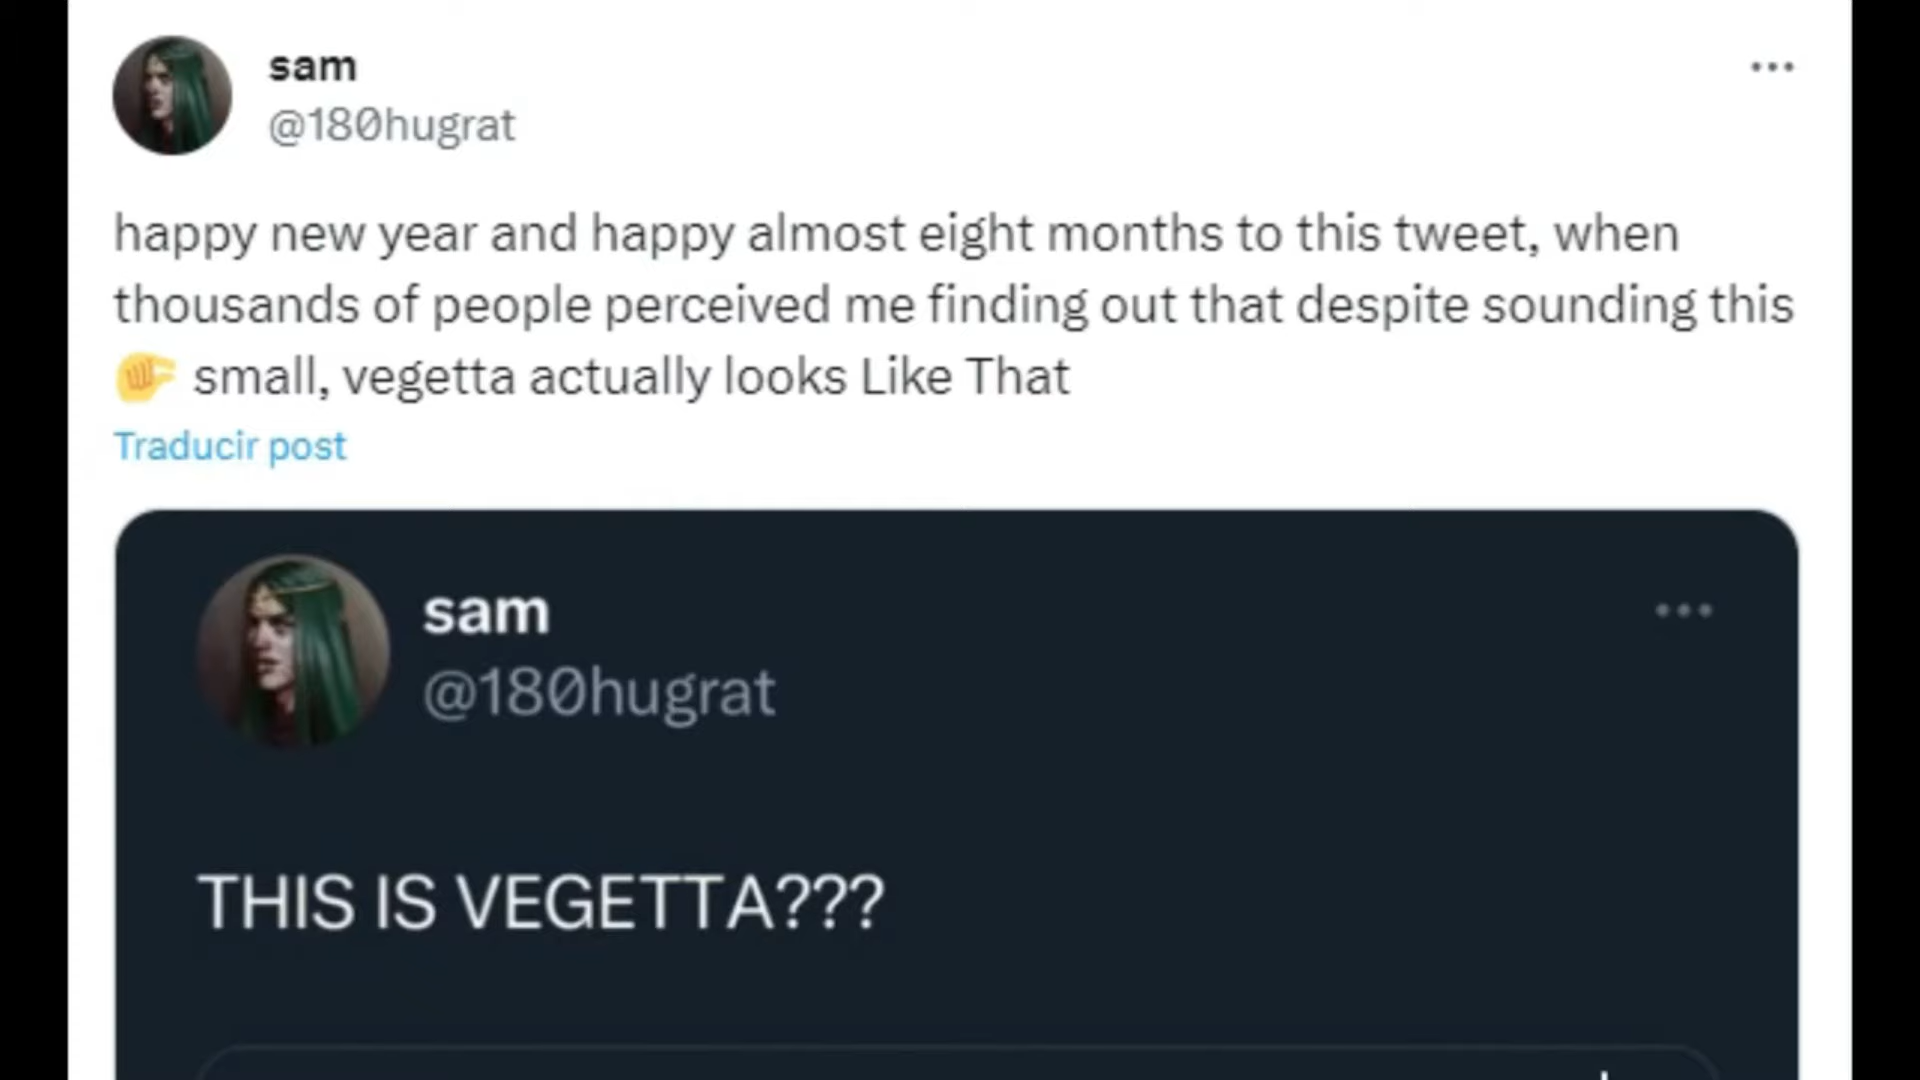 sam
@180hugrat
happy new year and happy almost eight months to this tweet, when
thousands of people perceived me finding out that despite sounding this
🤏 small, vegetta actually looks Like That
Traducir post
sam
@180hugrat
THIS IS VEGETTA???